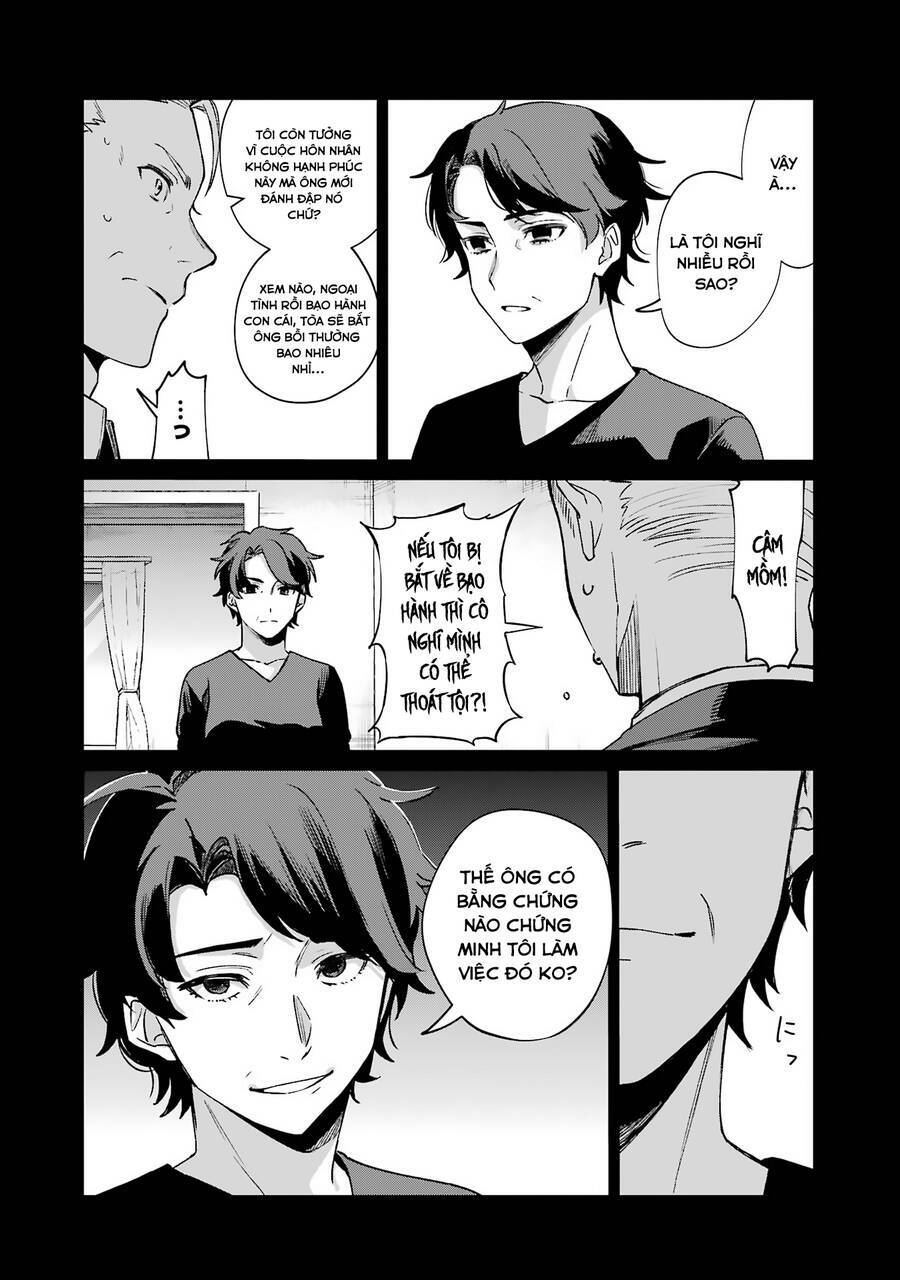 VẬY
À...
LÀ TÔI NGHĨ
NHIỀU RỒI
SAO?
TÔI CÒN TƯỞNG
VÌ CUỘC HÔN NHÂN
KHÔNG HẠNH PHÚC
NÀY MÀ ÔNG MỚI
ĐÁNH ĐẬP NÓ
CHỨ?
XEM NÀO, NGOẠI
TÌNH RỒI BẠO HÀNH
CON CÁI, TÒA SẼ BẮT
ÔNG BỒI THƯỜNG
BAO NHIÊU
NHỈ...
...っ
CÂM
MỒM!
NẾU TÔI BỊ
BẮT VỀ BẠO
HÀNH THÌ CÔ
NGHĨ MÌNH
CÓ THỂ
THOÁT TỘI?!
にっ
THẾ ÔNG CÓ
BẰNG CHỨNG
NÀO CHỨNG
MINH TÔI LÀM
VIỆC ĐÓ KO?